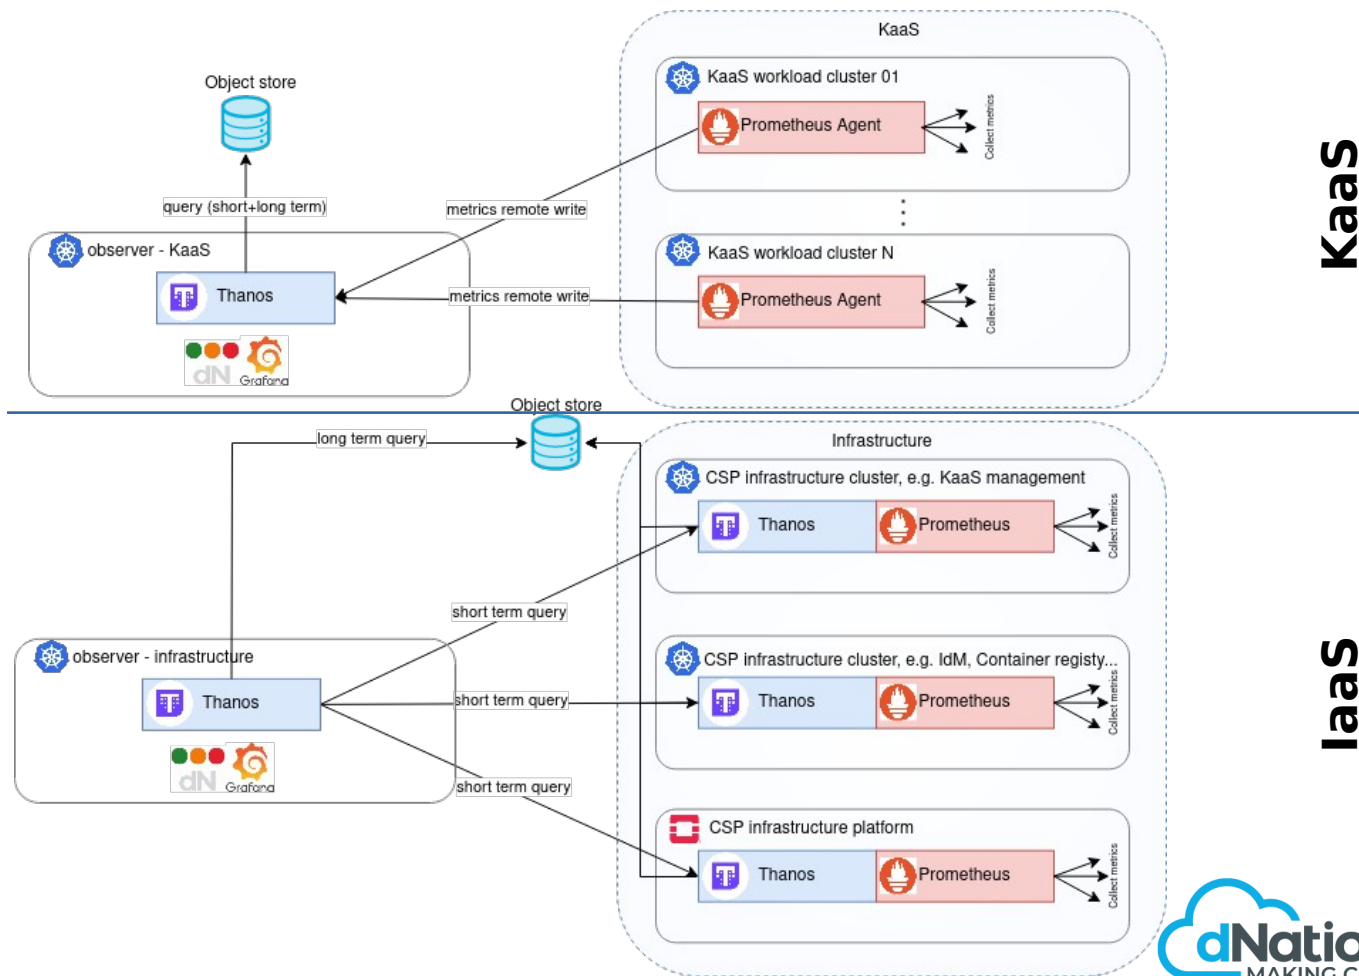 KaaS
KaaS workload cluster 01
Prometheus Agent
Collect metrics
Object store
query (short+long term)
metrics remote write
observer - KaaS
Thanos
dN
Grafana
metrics remote write
KaaS workload cluster N
Prometheus Agent
Collect metrics
KaaS
Object store
long term query
Infrastructure
CSP infrastructure cluster, e.g. KaaS management
Thanos
Prometheus
Collect metrics
short term query
observer - infrastructure
Thanos
dN
Grafana
short term query
CSP infrastructure cluster, e.g. IdM, Container registy...
Thanos
Prometheus
Collect metrics
short term query
CSP infrastructure platform
Thanos
Prometheus
Collect metrics
IaaS
dNatio
MAKING C